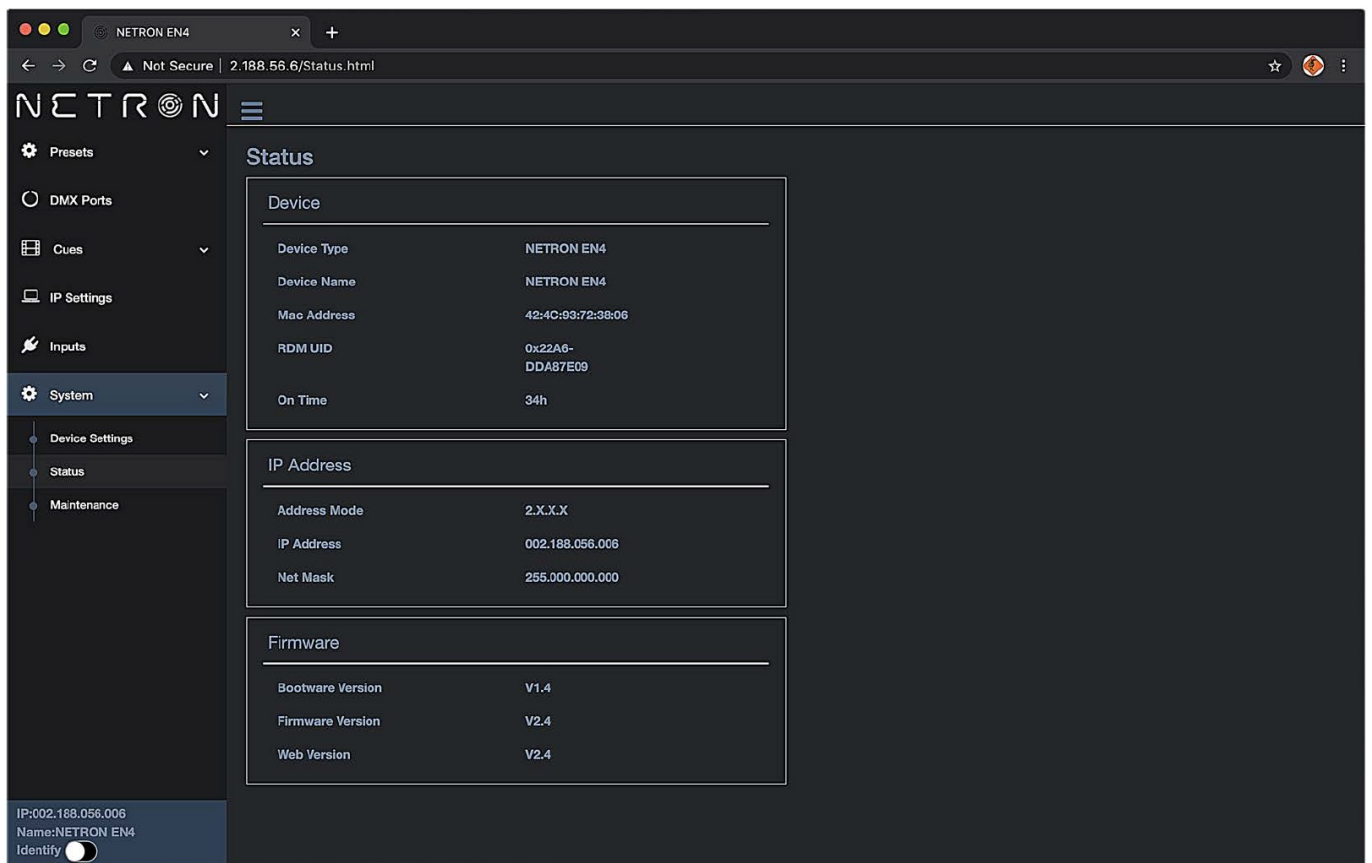 NETRON EN4
Not Secure | 2.188.56.6/Status.html
NETRON
Presets
DMX Ports
Cues
IP Settings
Inputs
System
Device Settings
Status
Maintenance
IP:002.188.056.006
Name:NETRON EN4
Identify
Status
Device
Device Type NETRON EN4
Device Name NETRON EN4
Mac Address 42:4C:93:72:38:06
RDM UID 0x22A6-
DDA87E09
On Time 34h
IP Address
Address Mode 2.X.X.X
IP Address 002.188.056.006
Net Mask 255.000.000.000
Firmware
Bootware Version V1.4
Firmware Version V2.4
Web Version V2.4